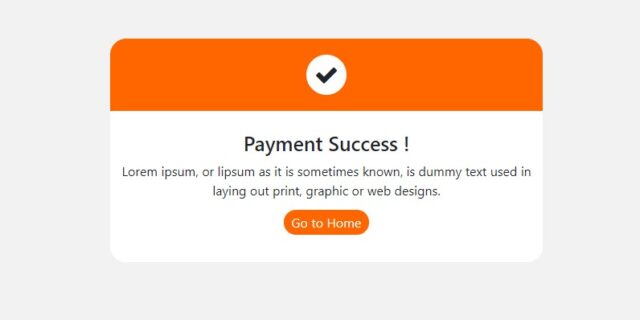 Payment Success !
Lorem ipsum, or lipsum as it is sometimes known, is dummy text used in
laying out print, graphic or web designs.
Go to Home